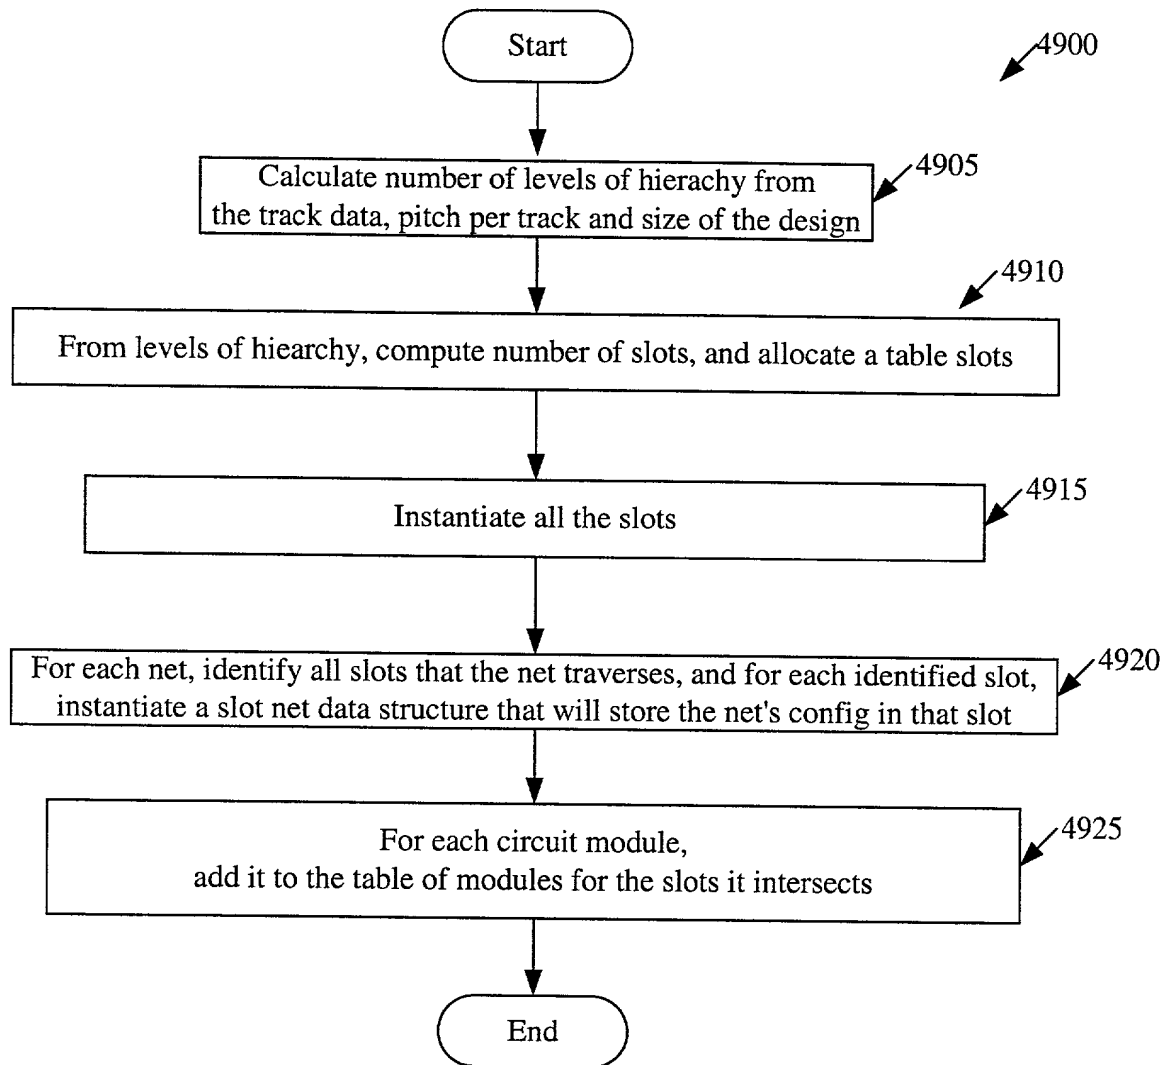 Start
4900
Calculate number of levels of hierachy from
the track data, pitch per track and size of the design
4905
4910
From levels of hiearchy, compute number of slots, and allocate a table slots
Instantiate all the slots
4915
For each net, identify all slots that the net traverses, and for each identified slot,
instantiate a slot net data structure that will store the net's config in that slot
4920
For each circuit module,
add it to the table of modules for the slots it intersects
4925
End